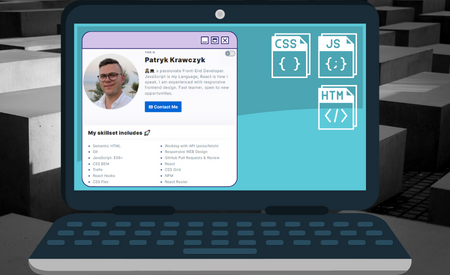 THIS IS
Patryk Krawczyk
a passionate Front-End Developer
JavaScript is my Language, React is how I
speak. I am experienced with responsive
frontend design. Fast learner, open to new
opportunities.
Contact Me
My skillset includes
Semantic HTML
Git
JavaScript ES6+
CSS BEM
Trello
React Hooks
CSS Flex
Working with API (axios/fetch)
Responsive WEB Design
GitHub Pull Requests & Review
React
CSS Grid
NPM
React Router
CSS
JS
HTM